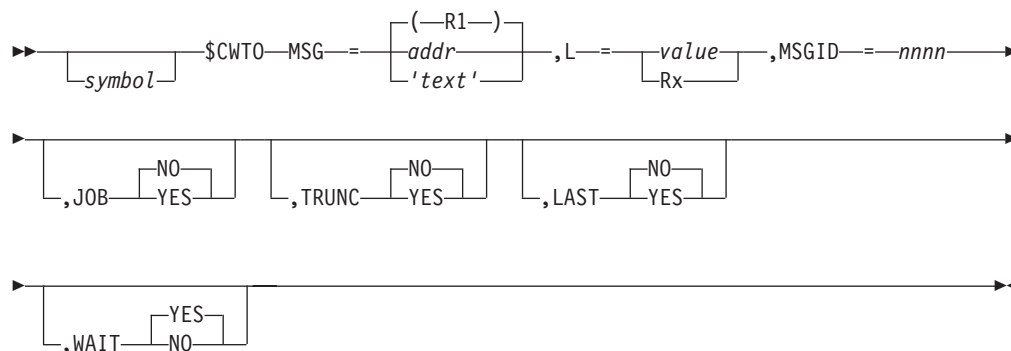 ( R1 )
$CWTO MSG = addr ,L = value ,MSGID = nnnn
symbol 'text' Rx
NO NO NO
,JOB YES ,TRUNC YES ,LAST YES
YES
,WAIT NO